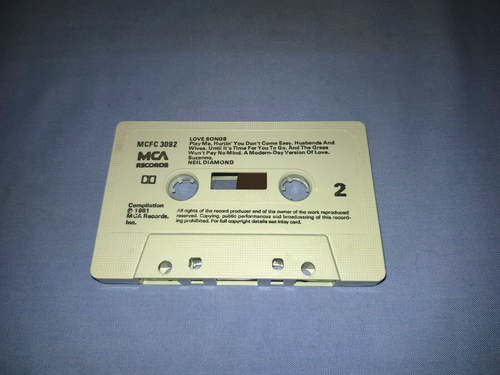 MCFC 3092
MCA
RECORDS
LOVE SONGS
Play Me, Hurtin' You Don't Come Easy, Husbands And
Wives, Until It's Time For You To Go, And The Grass
Won't Pay No Mind, A Modern-Day Version Of Love,
Suzanne.
NEIL DIAMOND
2
Compilation
℗ 1981
MCA Records,
Inc.
All rights of the record producer and of the owner of the work reproduced
reserved. Copying, public performances and broadcasting of this record-
ing prohibited. For full copyright details see inlay card.